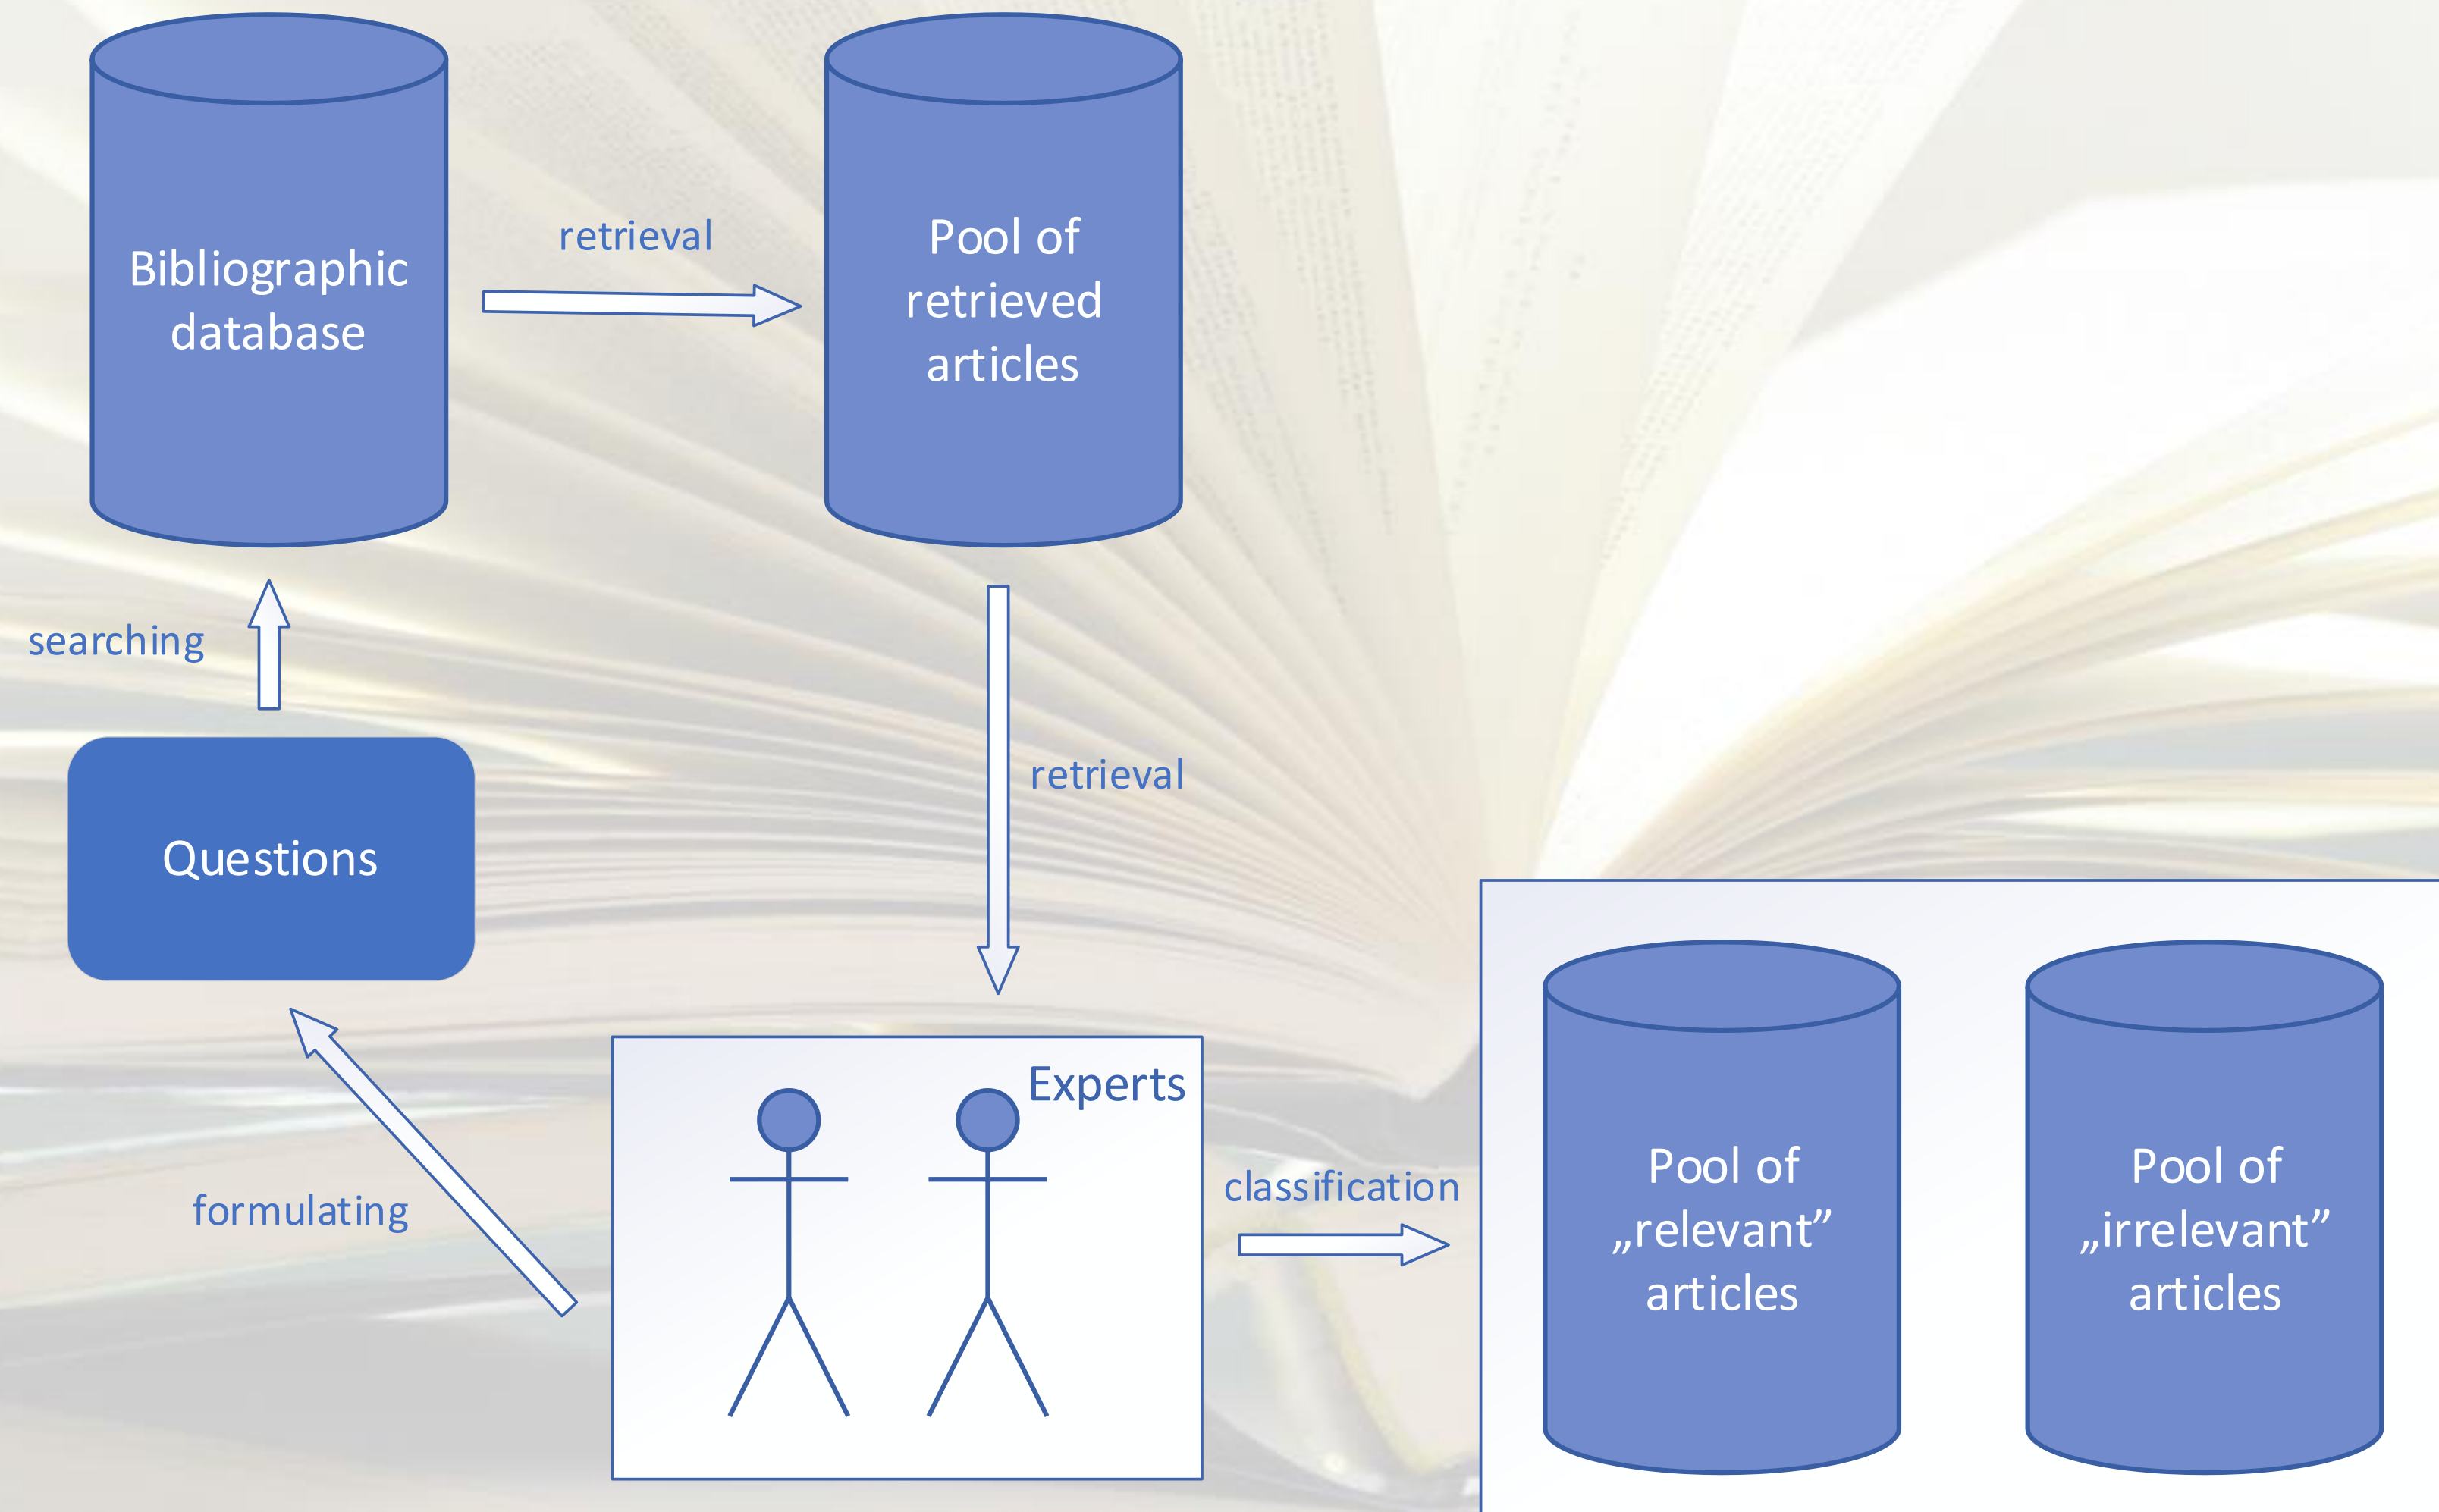 Bibliographic
database
retrieval
Pool of
retrieved
articles
searching
retrieval
Questions
Experts
formulating
classification
Pool of
„relevant”
articles
Pool of
„irrelevant”
articles